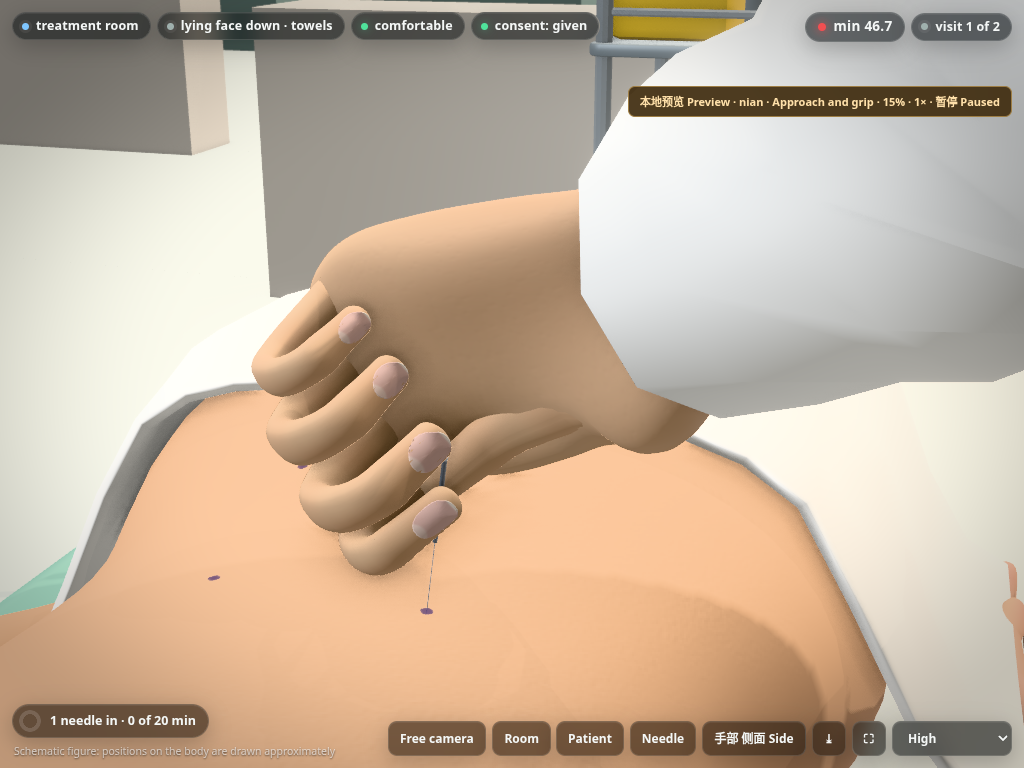 treatment room
lying face down · towels
comfortable
consent: given
min 46.7
visit 1 of 2
本地预览 Preview · nian · Approach and grip · 15% · 1× · 暂停 Paused
1 needle in · 0 of 20 min
Schematic figure: positions on the body are drawn approximately
Free camera
Room
Patient
Needle
手部 侧面 Side
High